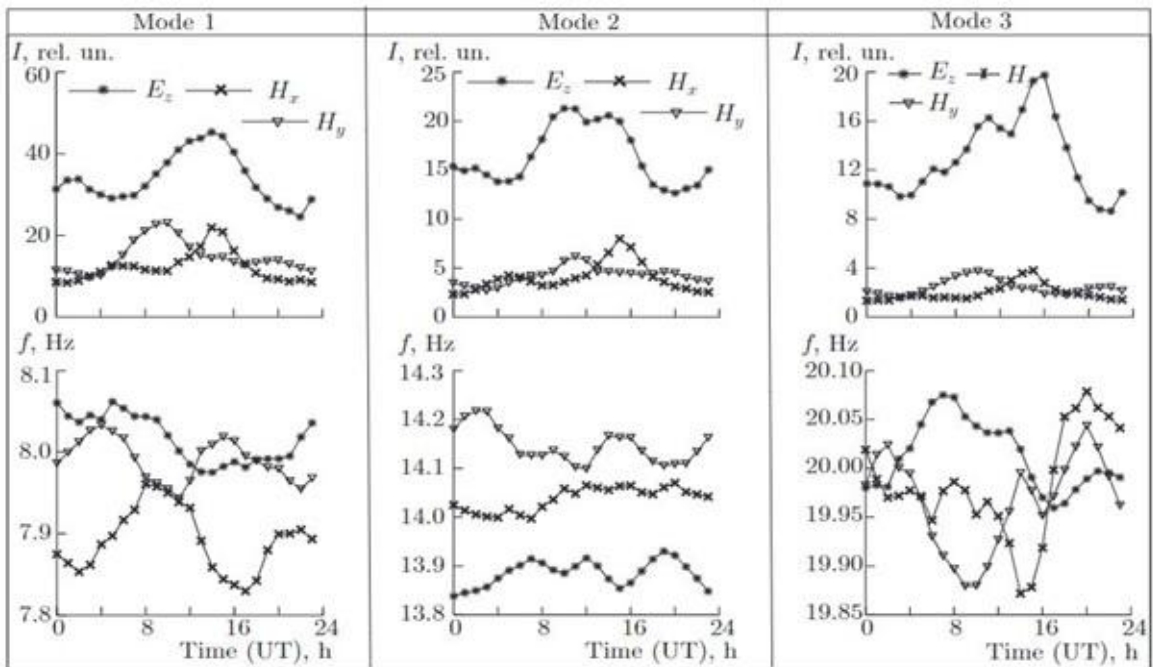 Mode 1 Mode 2 Mode 3
I, rel. un. I, rel. un. I, rel. un.
60 25 20
E_z H_x E_z H_x E_z H
H_y H_y H_y
20 16
40 15 12
10 8
20
5 4
0 0 0
f, Hz f, Hz f, Hz
8.1 14.3 20.10
14.2 20.05
8.0 14.1 20.00
14.0 19.95
7.9
13.9 19.90
7.8 13.8 19.85
0 8 16 24 0 8 16 24 0 8 16 24
Time (UT), h Time (UT), h Time (UT), h